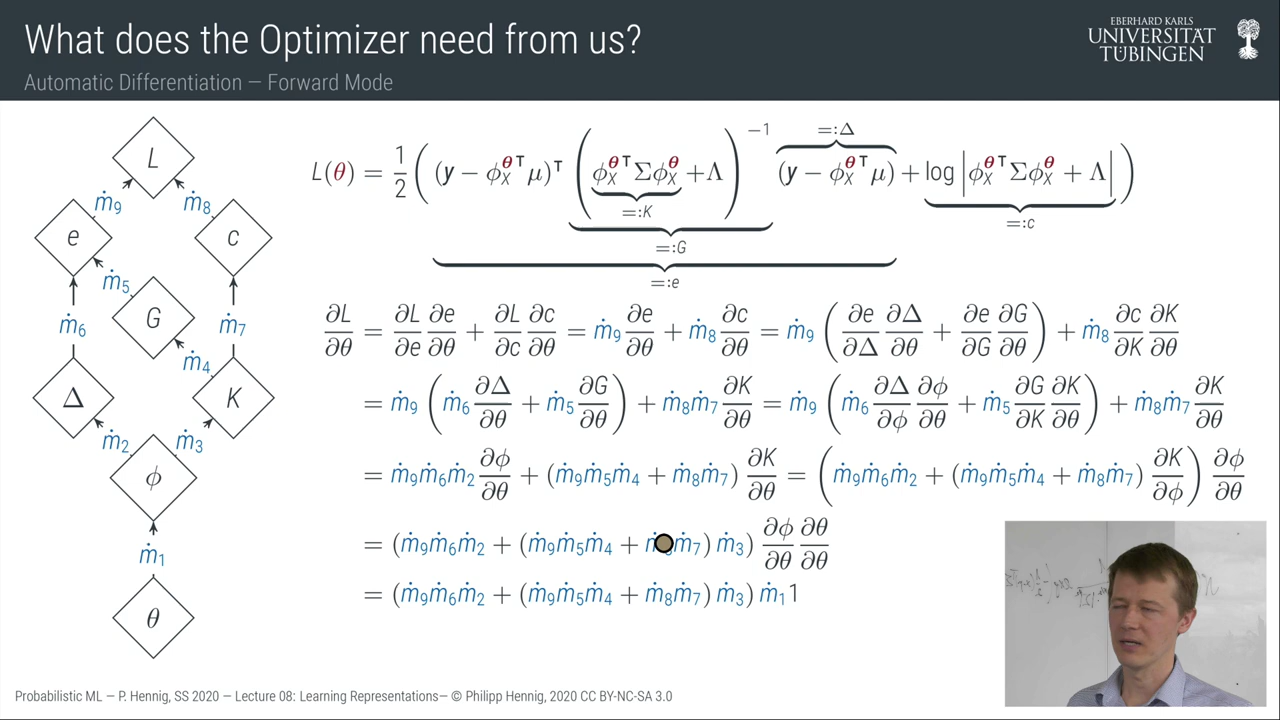 What does the Optimizer need from us?
Automatic Differentiation — Forward Mode
EBERHARD KARLS
UNIVERSITÄT
TÜBINGEN
L
ṁ₉ ṁ₈
e c
ṁ₅
ṁ₆ G ṁ₇
ṁ₄
Δ K
ṁ₂ ṁ₃
ϕ
ṁ₁
θ
L(θ) = 1/2 ( (y − ϕ_X^θ⊤ μ)⊤ (ϕ_X^θ⊤ Σϕ_X^θ + Λ)^−1 (y − ϕ_X^θ⊤ μ) + log |ϕ_X^θ⊤ Σϕ_X^θ + Λ| )
=:Δ
=:K
=:c
=:G
=:e
∂L/∂θ = ∂L/∂e ∂e/∂θ + ∂L/∂c ∂c/∂θ = ṁ₉ ∂e/∂θ + ṁ₈ ∂c/∂θ = ṁ₉ (∂e/∂Δ ∂Δ/∂θ + ∂e/∂G ∂G/∂θ) + ṁ₈ ∂c/∂K ∂K/∂θ
= ṁ₉ (ṁ₆ ∂Δ/∂θ + ṁ₅ ∂G/∂θ) + ṁ₈ṁ₇ ∂K/∂θ = ṁ₉ (ṁ₆ ∂Δ/∂ϕ ∂ϕ/∂θ + ṁ₅ ∂G/∂K ∂K/∂θ) + ṁ₈ṁ₇ ∂K/∂θ
= ṁ₉ṁ₆ṁ₂ ∂ϕ/∂θ + (ṁ₉ṁ₅ṁ₄ + ṁ₈ṁ₇) ∂K/∂θ = (ṁ₉ṁ₆ṁ₂ + (ṁ₉ṁ₅ṁ₄ + ṁ₈ṁ₇) ∂K/∂ϕ) ∂ϕ/∂θ
= (ṁ₉ṁ₆ṁ₂ + (ṁ₉ṁ₅ṁ₄ + ṁ₈ṁ₇) ṁ₃) ∂ϕ/∂θ ∂θ/∂θ
= (ṁ₉ṁ₆ṁ₂ + (ṁ₉ṁ₅ṁ₄ + ṁ₈ṁ₇) ṁ₃) ṁ₁1
Probabilistic ML — P. Hennig, SS 2020 — Lecture 08: Learning Representations— © Philipp Hennig, 2020 CC BY-NC-SA 3.0